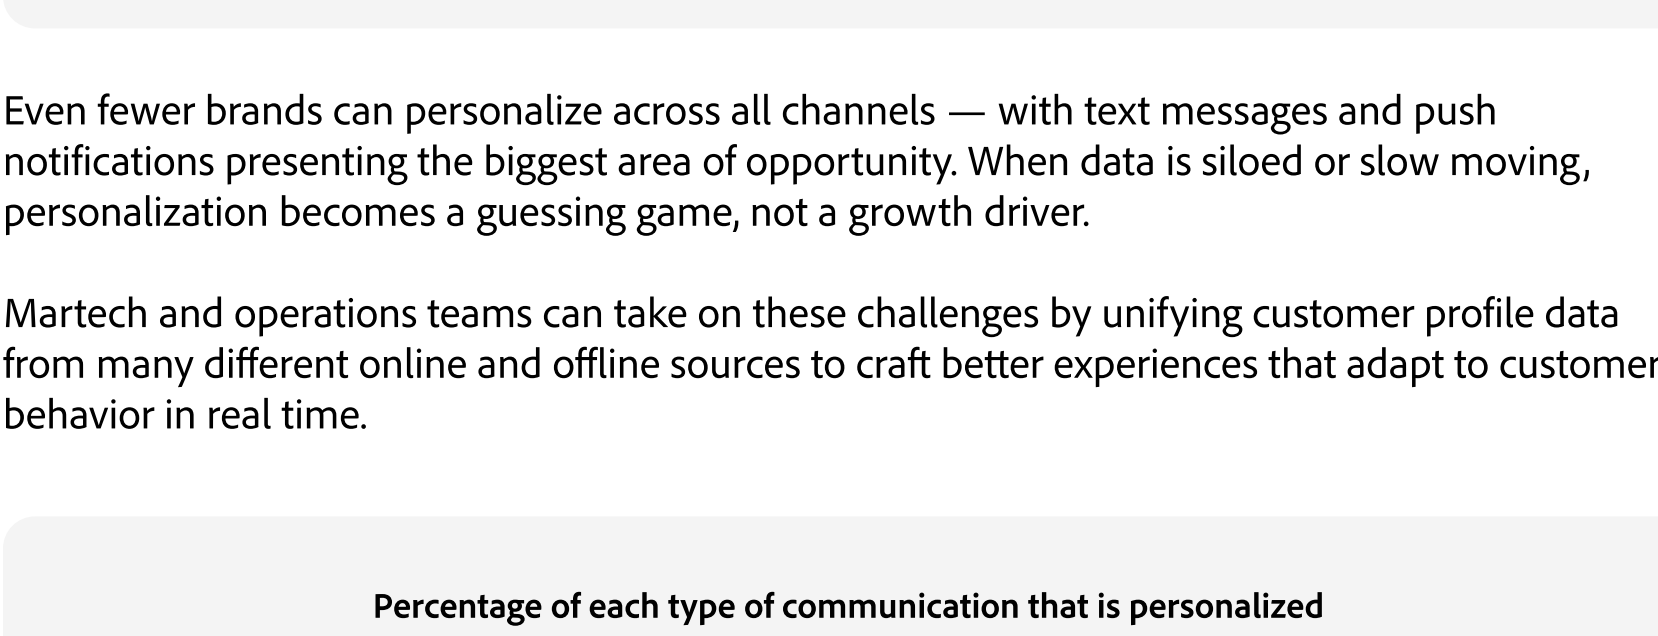 Even fewer brands can personalize across all channels — with text messages and push
notifications presenting the biggest area of opportunity. When data is siloed or slow moving,
personalization becomes a guessing game, not a growth driver.
Martech and operations teams can take on these challenges by unifying customer profile data
from many different online and offline sources to craft better experiences that adapt to customer
behavior in real time.
Percentage of each type of communication that is personalized